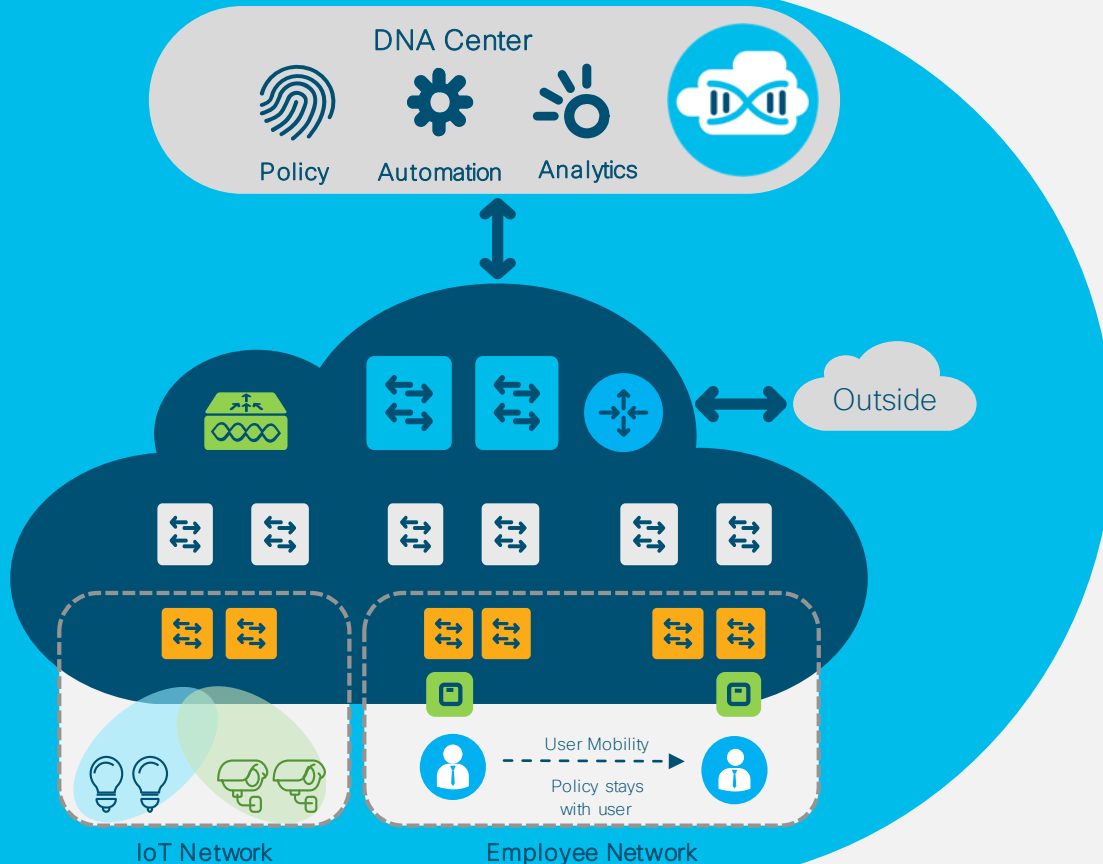 DNA Center
Policy
Automation
Analytics
Outside
User Mobility
Policy stays
with user
IoT Network
Employee Network